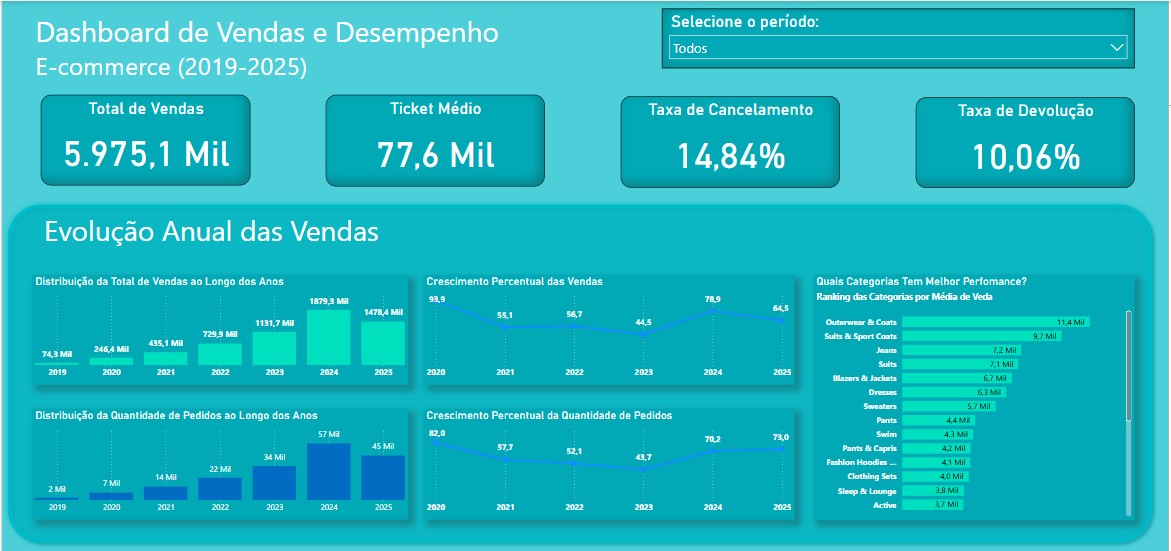 Dashboard de Vendas e Desempenho
E-commerce (2019-2025)
Selecione o período:
Todos
Total de Vendas
5.975,1 Mil
Ticket Médio
77,6 Mil
Taxa de Cancelamento
14,84%
Taxa de Devolução
10,06%
Evolução Anual das Vendas
Distribuição da Total de Vendas ao Longo dos Anos
74,3 Mil
246,4 Mil
435,1 Mil
729,9 Mil
1131,7 Mil
1879,3 Mil
1478,4 Mil
2019 2020 2021 2022 2023 2024 2025
Crescimento Percentual das Vendas
93,9 55,1 56,7 44,5 78,9 64,5
2020 2021 2022 2023 2024 2025
Quais Categorias Tem Melhor Perfomance?
Ranking das Categorias por Média de Veda
Outerwear & Coats 11,4 Mil
Suits & Sport Coats 9,7 Mil
Jeans 7,2 Mil
Suits 7,1 Mil
Blazers & Jackets 6,7 Mil
Dresses 6,3 Mil
Sweaters 5,7 Mil
Pants 4,4 Mil
Swim 4,3 Mil
Pants & Capris 4,2 Mil
Fashion Hoodies ... 4,1 Mil
Clothing Sets 4,0 Mil
Sleep & Lounge 3,8 Mil
Active 3,7 Mil
Distribuição da Quantidade de Pedidos ao Longo dos Anos
2 Mil
7 Mil
14 Mil
22 Mil
34 Mil
57 Mil
45 Mil
2019 2020 2021 2022 2023 2024 2025
Crescimento Percentual da Quantidade de Pedidos
82,0 57,7 52,1 43,7 70,2 73,0
2020 2021 2022 2023 2024 2025